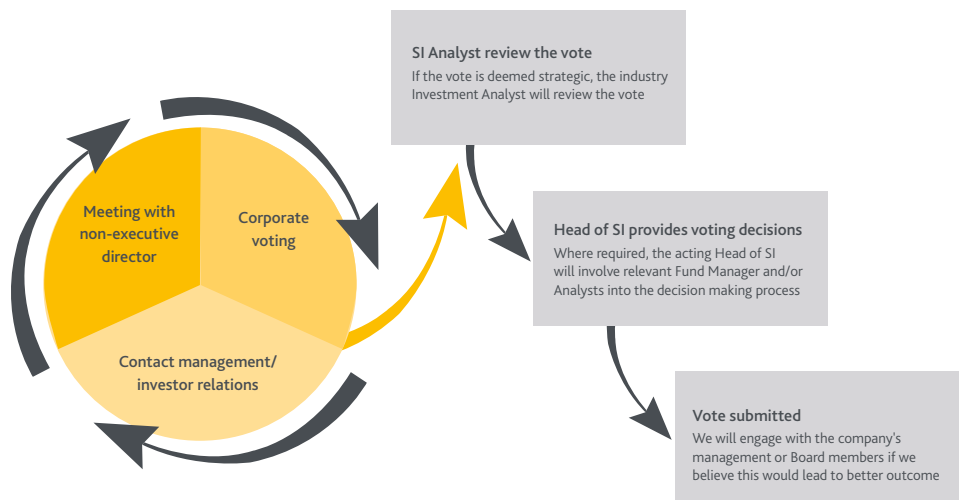 Meeting with
non-executive
director
Corporate
voting
Contact management/
investor relations
SI Analyst review the vote
If the vote is deemed strategic, the industry
Investment Analyst will review the vote
Head of SI provides voting decisions
Where required, the acting Head of SI
will involve relevant Fund Manager and/or
Analysts into the decision making process
Vote submitted
We will engage with the company's
management or Board members if we
believe this would lead to better outcome